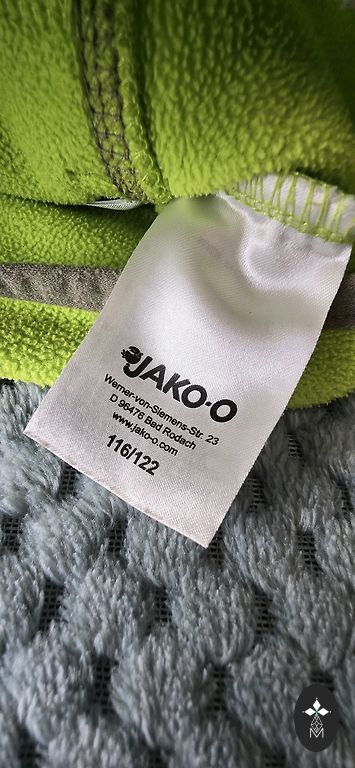 JAKO-O
Werner-von-Siemens-Str. 23
D 96476 Bad Rodach
www.jako-o.com
116/122